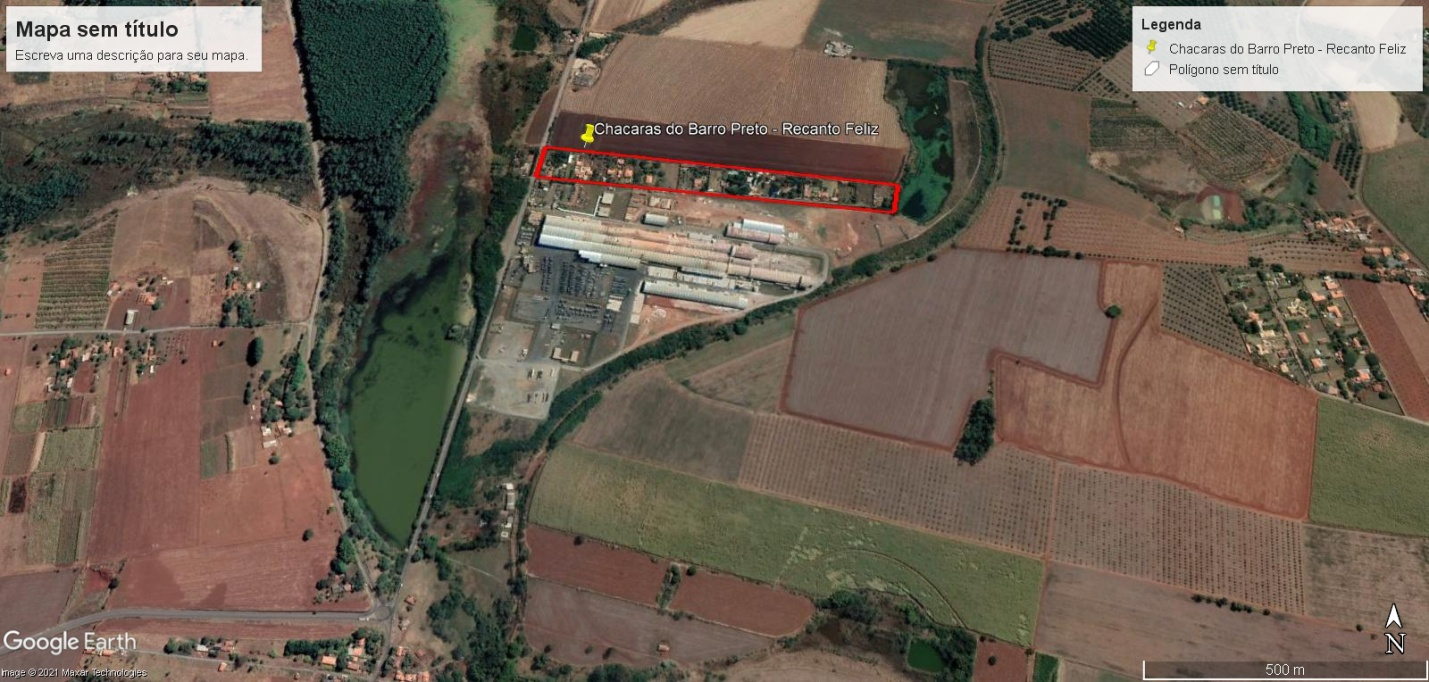 Mapa sem título
Escreva uma descrição para seu mapa.
Legenda
Chacaras do Barro Preto - Recanto Feliz
Polígono sem título
Chacaras do Barro Preto - Recanto Feliz
Google Earth
Image © 2021 Maxar Technologies
N
500 m